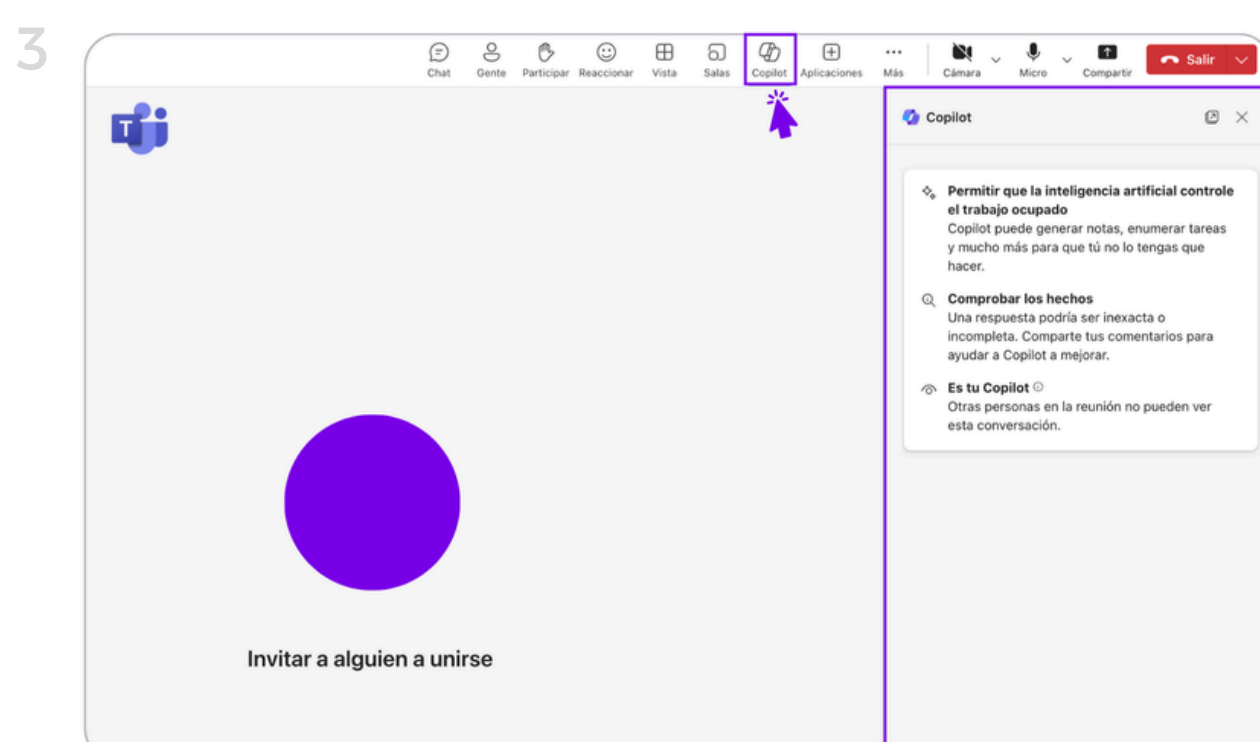 3
Chat
Gente
Participar
Reaccionar
Vista
Salas
Copilot
Aplicaciones
Más
Cámara
Micro
Compartir
Salir
T
Copilot
Permitir que la inteligencia artificial controle
el trabajo ocupado
Copilot puede generar notas, enumerar tareas
y mucho más para que tú no lo tengas que
hacer.
Comprobar los hechos
Una respuesta podría ser inexacta o
incompleta. Comparte tus comentarios para
ayudar a Copilot a mejorar.
Es tu Copilot
Otras personas en la reunión no pueden ver
esta conversación.
Invitar a alguien a unirse